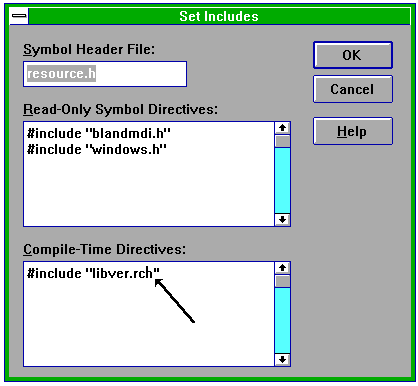 Set Includes
Symbol Header File:
resource.h
OK
Cancel
Help
Read-Only Symbol Directives:
#include "blandmdi.h"
#include "windows.h"
Compile-Time Directives:
#include "libver.rch"